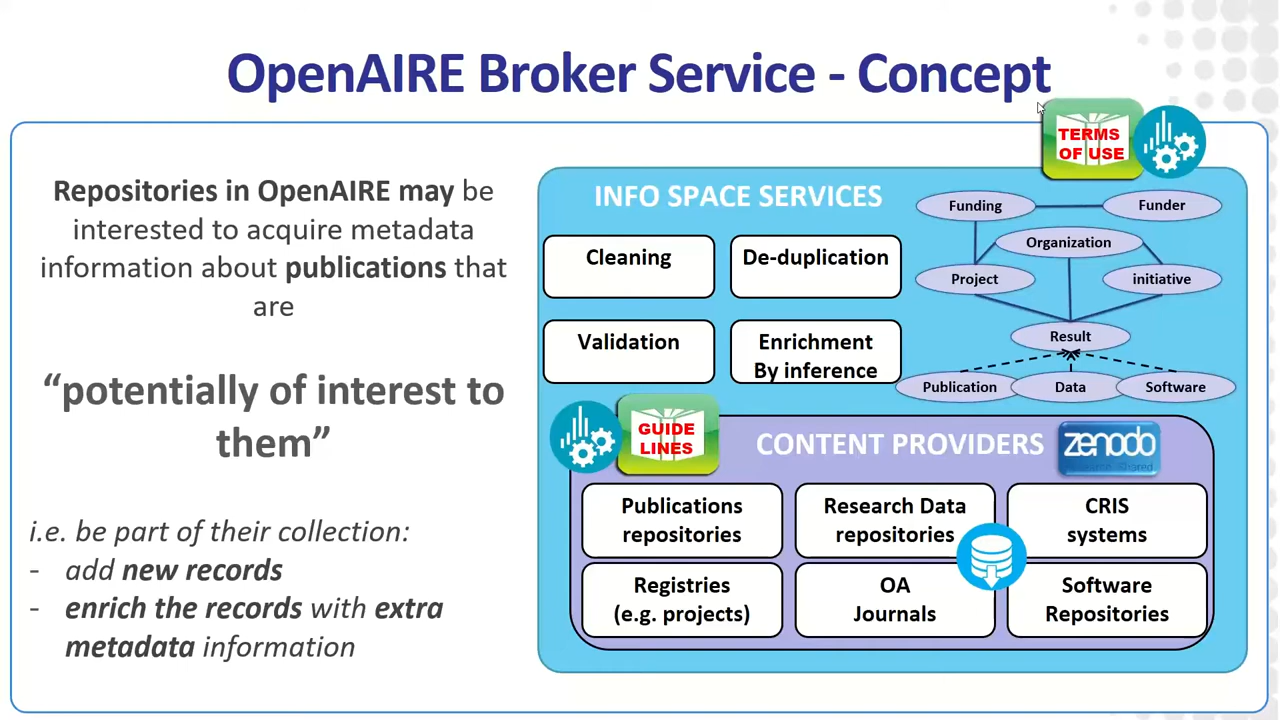 OpenAIRE Broker Service - Concept
TERMS
OF USE
Repositories in OpenAIRE may be
interested to acquire metadata
information about publications that
are
“potentially of interest to
them”
i.e. be part of their collection:
- add new records
- enrich the records with extra
metadata information
INFO SPACE SERVICES
Cleaning
De-duplication
Validation
Enrichment
By inference
Funding
Funder
Organization
Project
initiative
Result
Publication
Data
Software
GUIDE
LINES
CONTENT PROVIDERS
zenodo
Research. Shared
Publications
repositories
Research Data
repositories
CRIS
systems
Registries
(e.g. projects)
OA
Journals
Software
Repositories